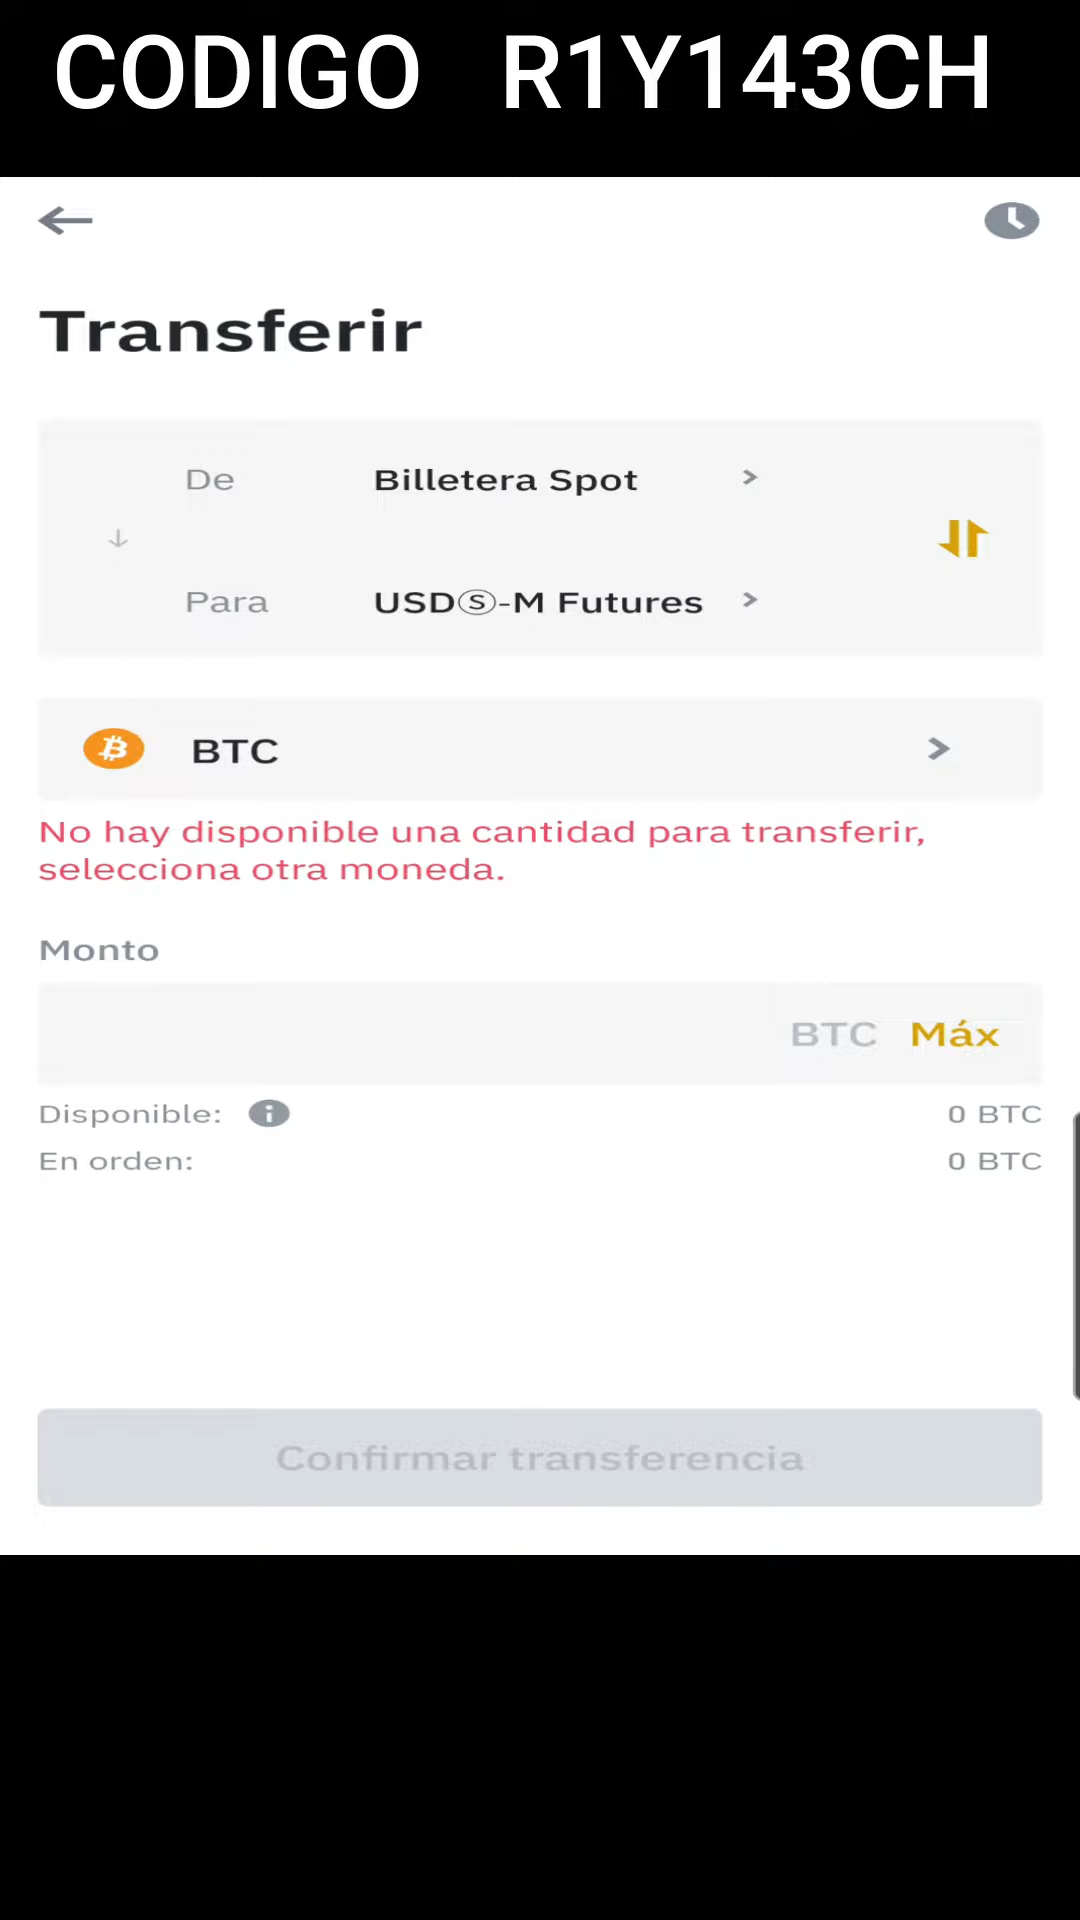 CODIGO R1Y143CH
Transferir
De Billetera Spot
Para USDⓈ-M Futures
BTC
No hay disponible una cantidad para transferir,
selecciona otra moneda.
Monto
BTC Máx
Disponible: 0 BTC
En orden: 0 BTC
Confirmar transferencia